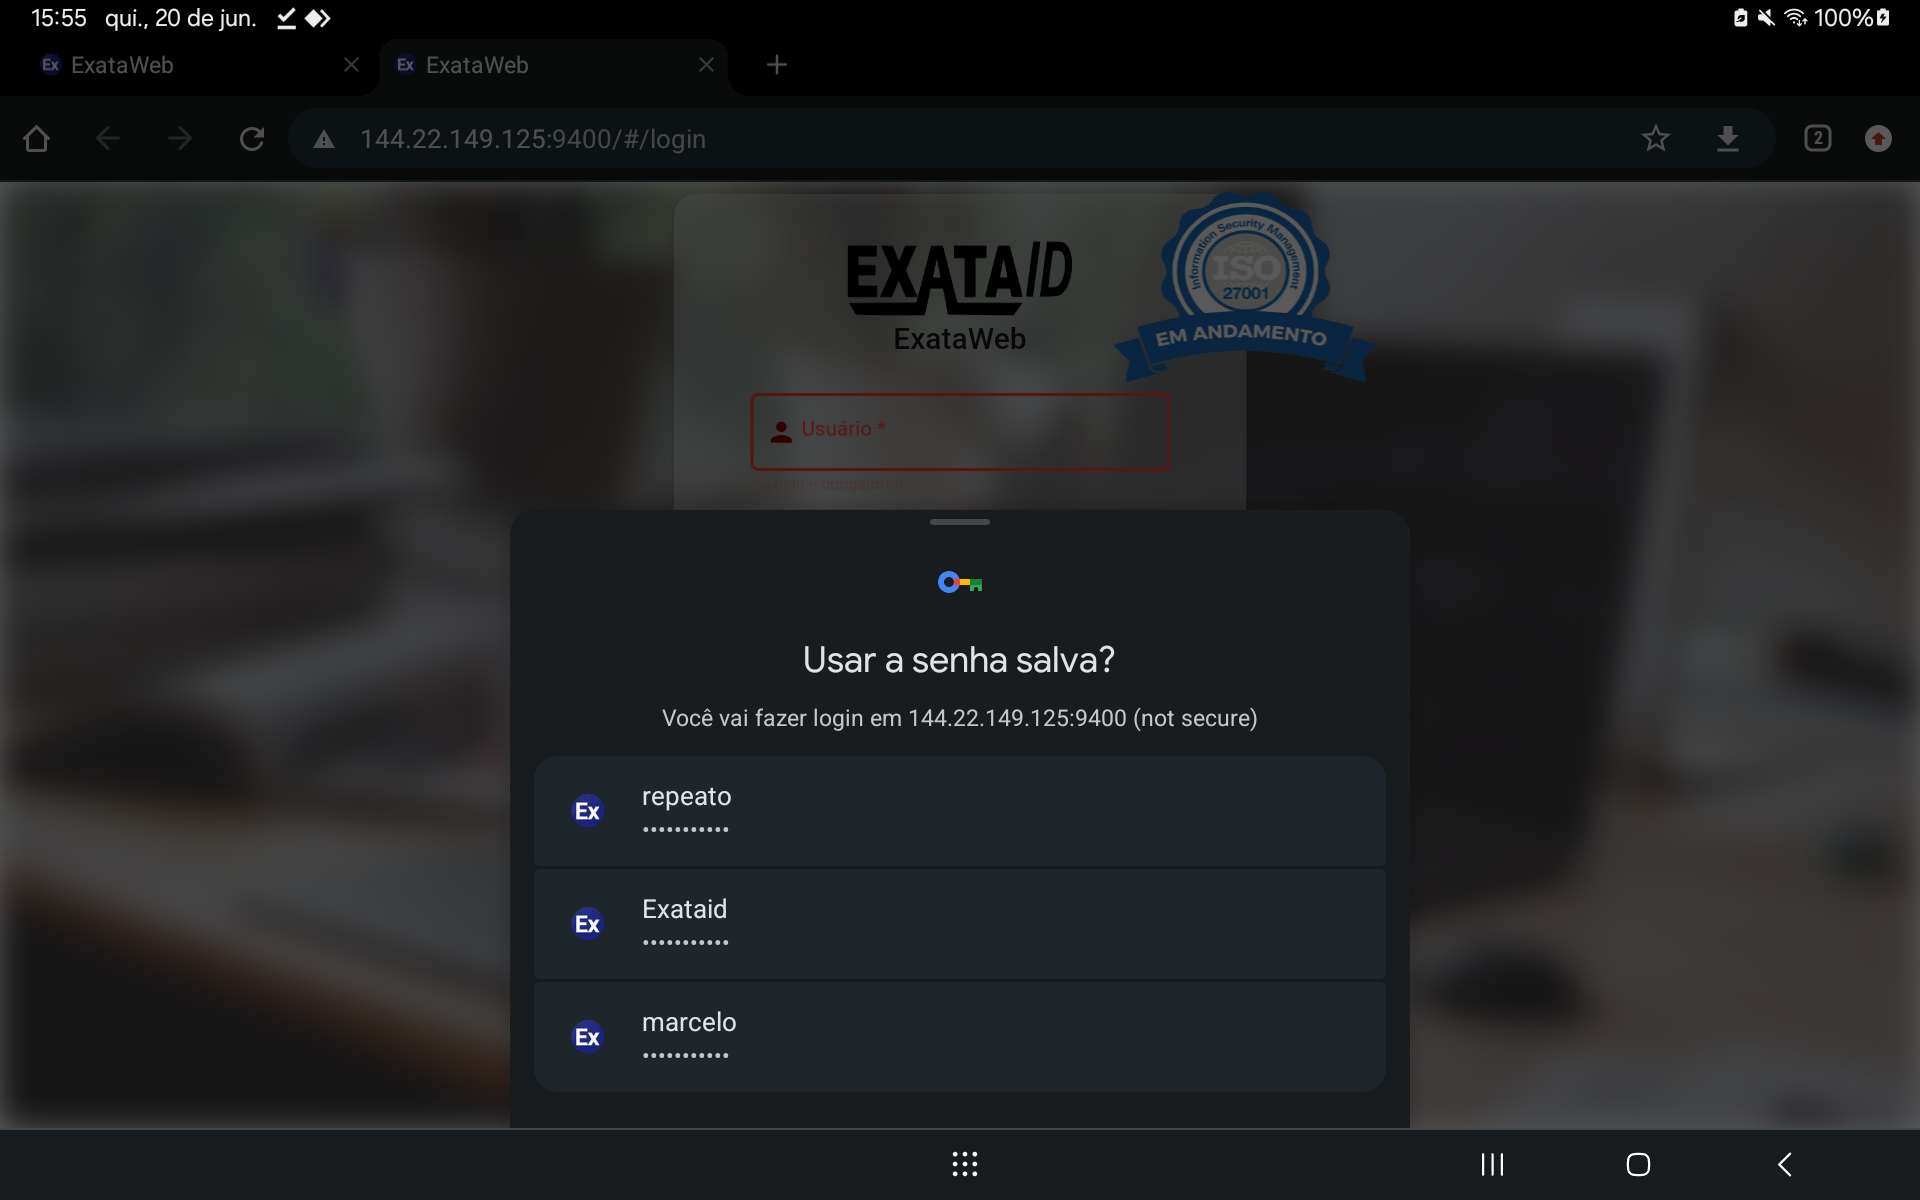 15:55 qui., 20 de jun. 100%
Ex ExataWeb
Ex ExataWeb
144.22.149.125:9400/#/login
2
EXATAID
ExataWeb
Information Security Management
ISO
27001
EM ANDAMENTO
Usuário *
Usar a senha salva?
Você vai fazer login em 144.22.149.125:9400 (not secure)
Ex repeato
•••••••••••
Ex Exataid
•••••••••••
Ex marcelo
•••••••••••